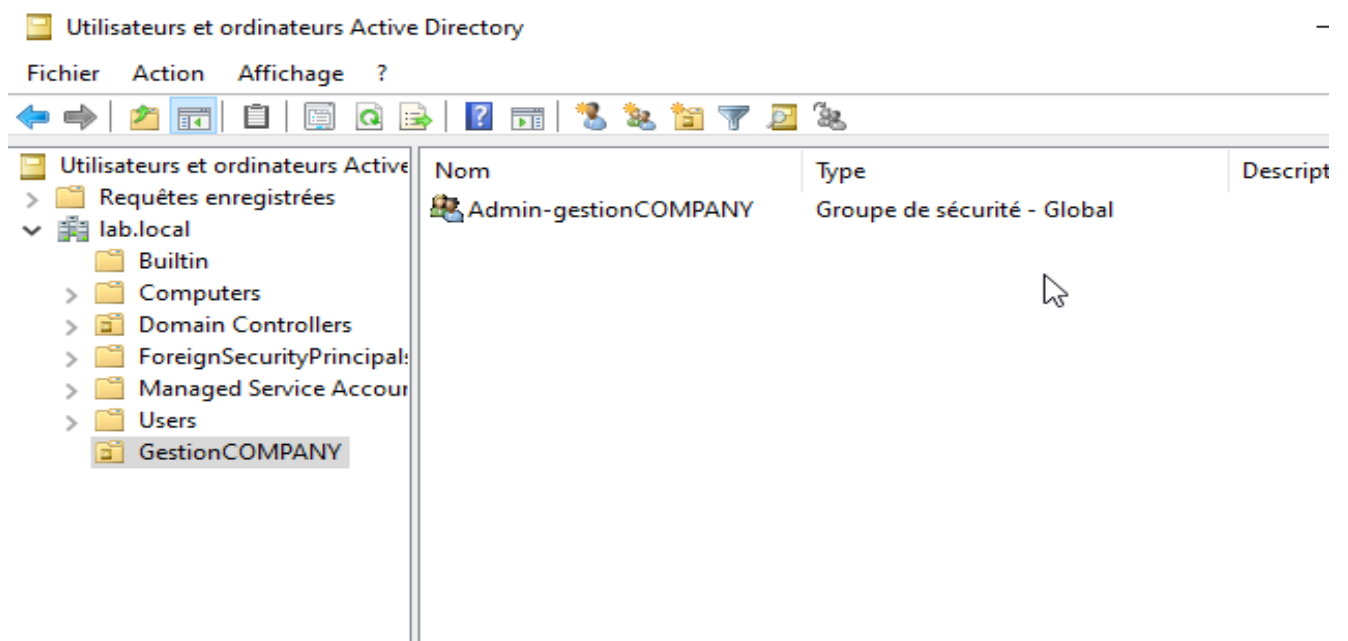 Utilisateurs et ordinateurs Active Directory
Fichier Action Affichage ?
Utilisateurs et ordinateurs Active
Requêtes enregistrées
lab.local
Builtin
Computers
Domain Controllers
ForeignSecurityPrincipals
Managed Service Accoun
Users
GestionCOMPANY
Nom Type Descript
Admin-gestionCOMPANY Groupe de sécurité - Global